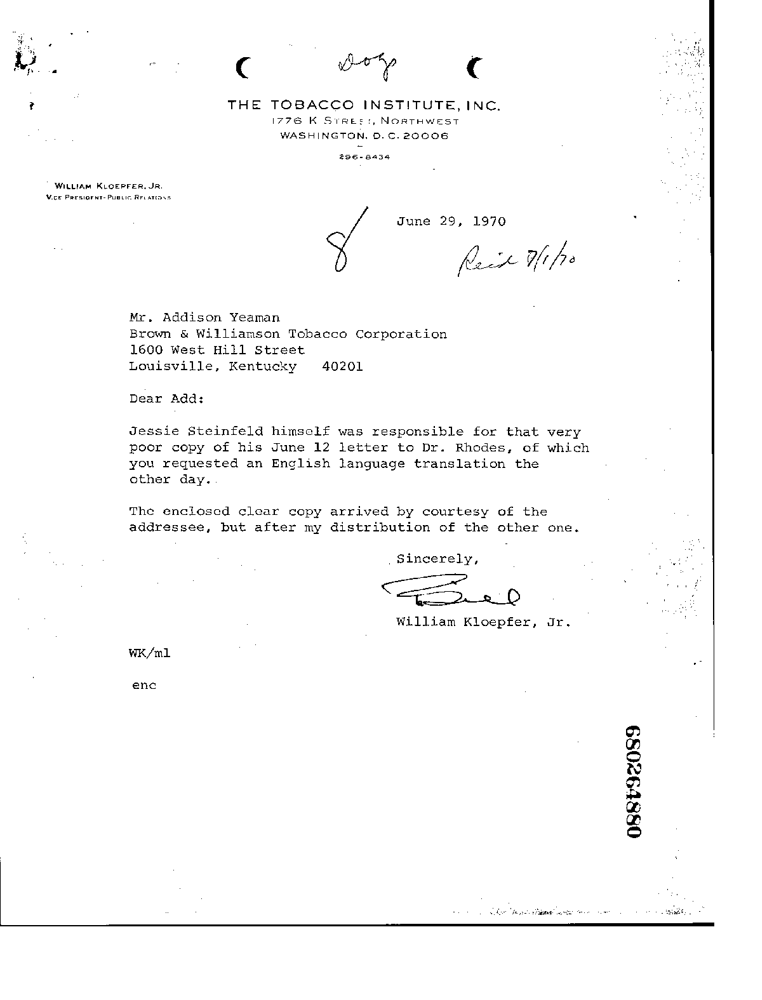 Dogs
THE TOBACCO INSTITUTE, INC.
1776 K STREET, NORTHWEST
WASHINGTON, D. C. 20006
296-8434
WILLIAM KLOEPFER, JR.
VICE PRESIDENT-PUBLIC RELATIONS
June 29, 1970
8
7/1/70
Mr. Addison Yeaman
Brown & Williamson Tobacco Corporation
1600 West Hill Street
Louisville, Kentucky 40201
Dear Add:
Jessie Steinfeld himself was responsible for that very
poor copy of his June 12 letter to Dr. Rhodes, of which
you requested an English language translation the
other day.
The enclosed clear copy arrived by courtesy of the
addressee, but after my distribution of the other one.
Sincerely,
Bill
William Kloepfer, Jr.
WK/ml
enc
680264880